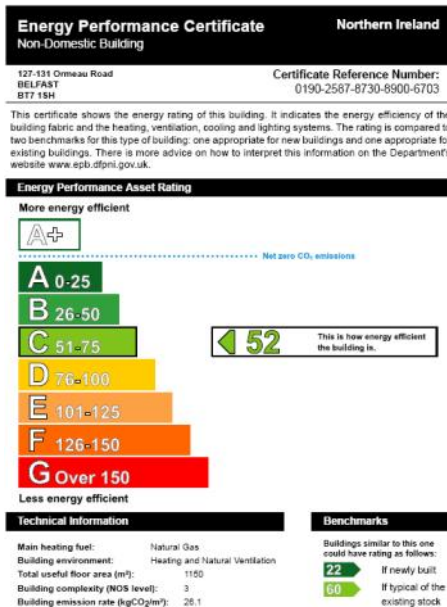 Energy Performance Certificate
Northern Ireland
Non-Domestic Building
127-131 Ormeau Road
BELFAST
BT7 1SH
Certificate Reference Number:
0190-2587-8730-8900-6703
This certificate shows the energy rating of this building. It indicates the energy efficiency of the
building fabric and the heating, ventilation, cooling and lighting systems. The rating is compared to
two benchmarks for this type of building: one appropriate for new buildings and one appropriate for
existing buildings. There is more advice on how to interpret this information on the Department's
website www.epb.dfpni.gov.uk.
Energy Performance Asset Rating
More energy efficient
A+
Net zero CO₂ emissions
A 0-25
B 26-50
C 51-75
52
This is how energy efficient
the building is.
D 76-100
E 101-125
F 126-150
G Over 150
Less energy efficient
Technical Information
Main heating fuel: Natural Gas
Building environment: Heating and Natural Ventilation
Total useful floor area (m²): 1150
Building complexity (NOS level): 3
Building emission rate (kgCO₂/m²): 26.1
Benchmarks
Buildings similar to this one
could have rating as follows:
22 If newly built
60 If typical of the
existing stock